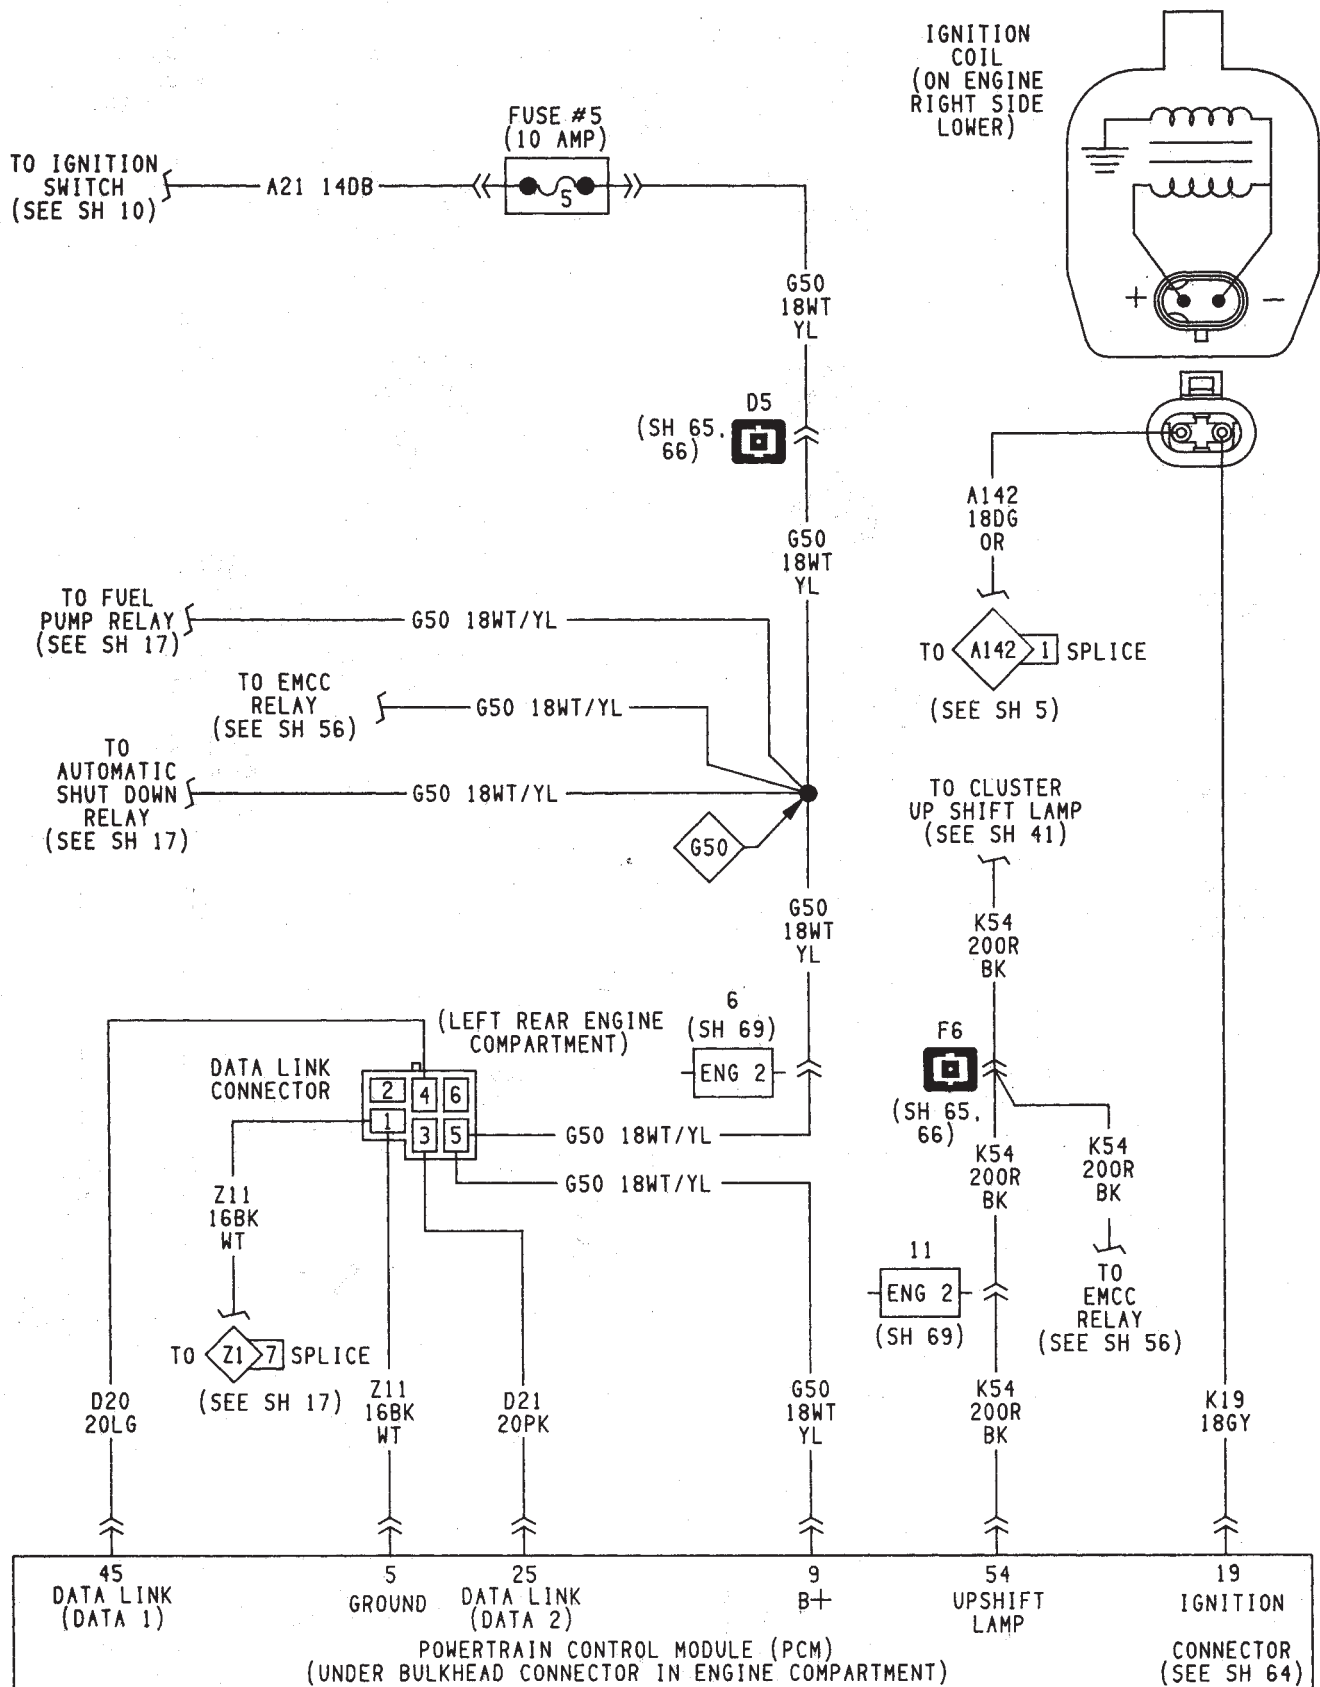 IGNITION
COIL
(ON ENGINE
RIGHT SIDE
LOWER)
FUSE #5
(10 AMP)
TO IGNITION
SWITCH
(SEE SH 10)
A21 14DB
5
G50
18WT
YL
+
−
D5
(SH 65,
66)
G50
18WT
YL
A142
18DG
OR
TO FUEL
PUMP RELAY
(SEE SH 17)
G50 18WT/YL
TO A142 1 SPLICE
(SEE SH 5)
TO EMCC
RELAY
(SEE SH 56)
G50 18WT/YL
TO
AUTOMATIC
SHUT DOWN
RELAY
(SEE SH 17)
G50 18WT/YL
G50
TO CLUSTER
UP SHIFT LAMP
(SEE SH 41)
G50
18WT
YL
K54
20OR
BK
(LEFT REAR ENGINE
COMPARTMENT)
6
(SH 69)
ENG 2
F6
(SH 65,
66)
DATA LINK
CONNECTOR
2 4 6
1 3 5
G50 18WT/YL
G50 18WT/YL
K54
20OR
BK
K54
20OR
BK
Z11
16BK
WT
11
ENG 2
(SH 69)
TO
EMCC
RELAY
(SEE SH 56)
TO Z1 7 SPLICE
(SEE SH 17)
D20
20LG
Z11
16BK
WT
D21
20PK
G50
18WT
YL
K54
20OR
BK
K19
18GY
45
DATA LINK
(DATA 1)
5
GROUND
25
DATA LINK
(DATA 2)
9
B+
54
UPSHIFT
LAMP
19
IGNITION
POWERTRAIN CONTROL MODULE (PCM)
(UNDER BULKHEAD CONNECTOR IN ENGINE COMPARTMENT)
CONNECTOR
(SEE SH 64)